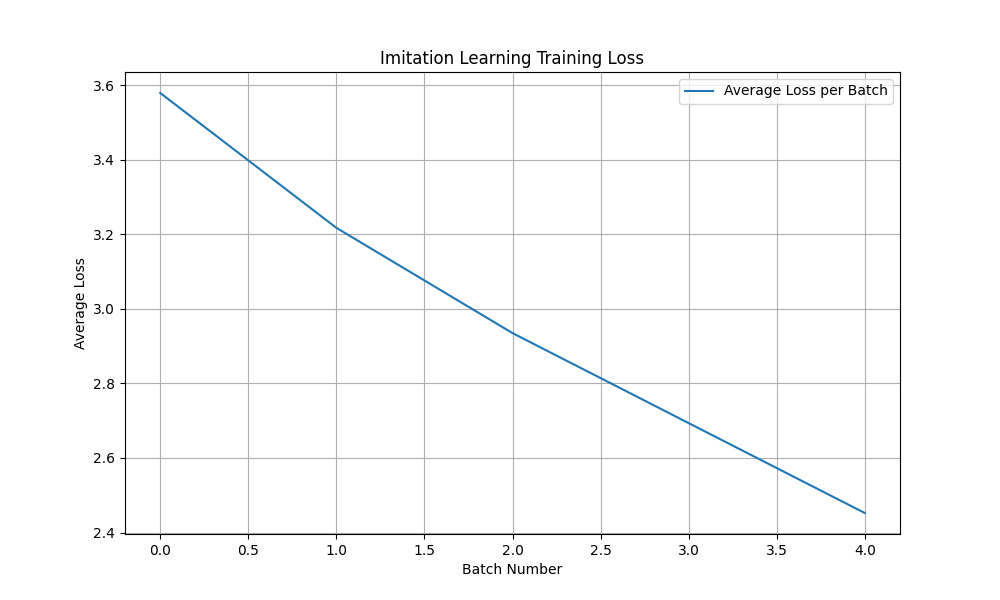 Imitation Learning Training Loss
Average Loss per Batch
Average Loss
3.6
3.4
3.2
3.0
2.8
2.6
2.4
0.0 0.5 1.0 1.5 2.0 2.5 3.0 3.5 4.0
Batch Number